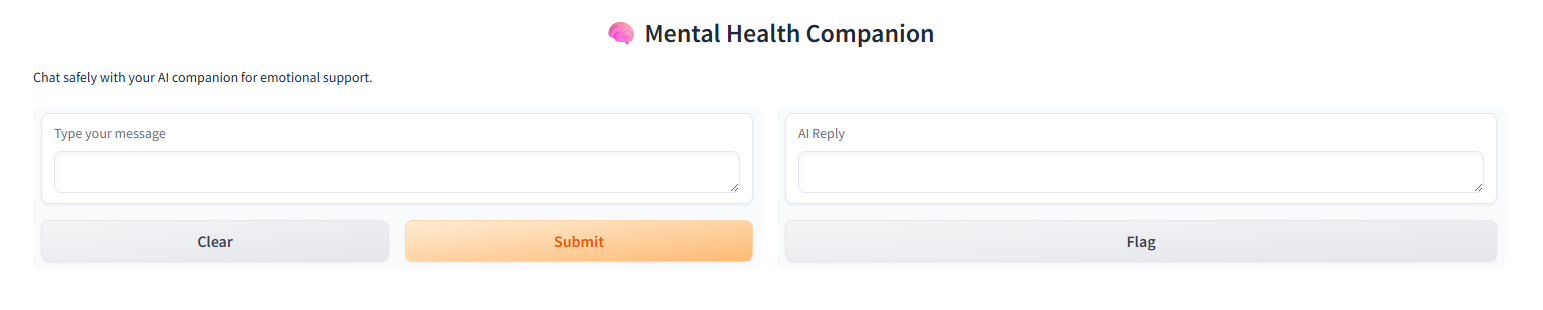 🧠 Mental Health Companion
Chat safely with your AI companion for emotional support.
Type your message
AI Reply
Clear
Submit
Flag